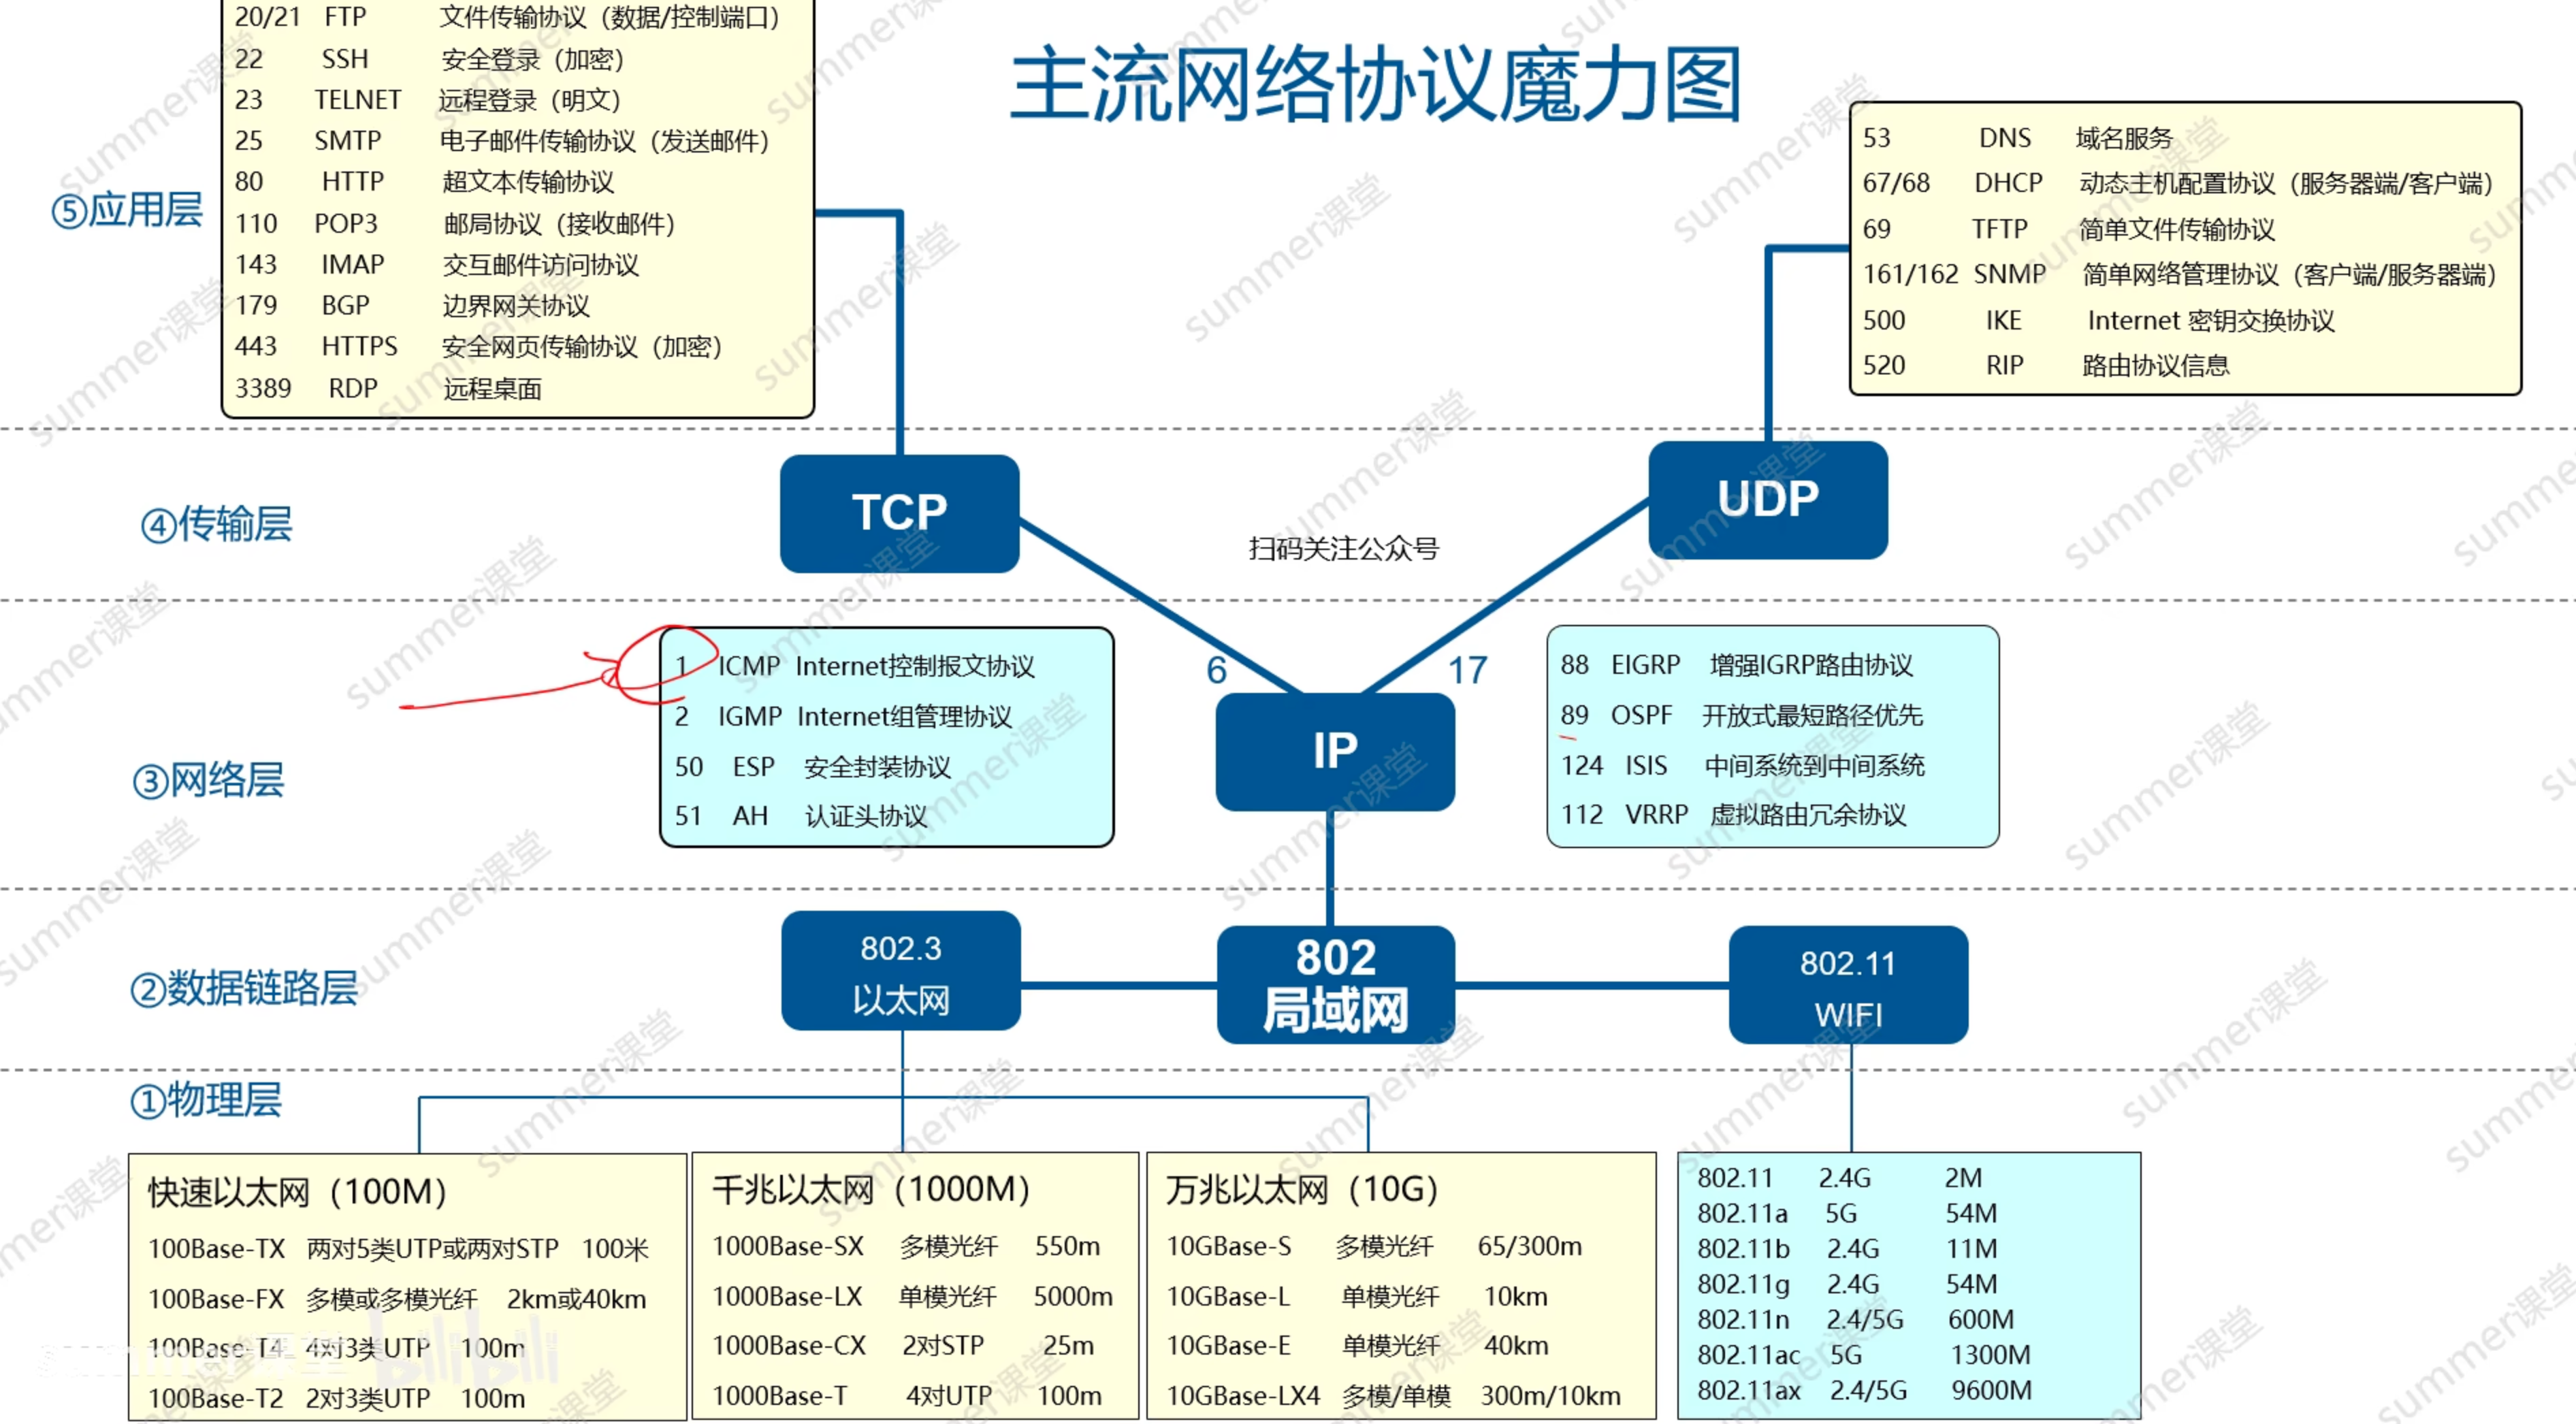 主流网络协议魔力图
⑤应用层
20/21 FTP 文件传输协议（数据/控制端口）
22 SSH 安全登录（加密）
23 TELNET 远程登录（明文）
25 SMTP 电子邮件传输协议（发送邮件）
80 HTTP 超文本传输协议
110 POP3 邮局协议（接收邮件）
143 IMAP 交互邮件访问协议
179 BGP 边界网关协议
443 HTTPS 安全网页传输协议（加密）
3389 RDP 远程桌面
53 DNS 域名服务
67/68 DHCP 动态主机配置协议（服务器端/客户端）
69 TFTP 简单文件传输协议
161/162 SNMP 简单网络管理协议（客户端/服务器端）
500 IKE Internet 密钥交换协议
520 RIP 路由协议信息
④传输层
TCP
扫码关注公众号
UDP
③网络层
1 ICMP Internet控制报文协议
2 IGMP Internet组管理协议
50 ESP 安全封装协议
51 AH 认证头协议
6
17
IP
88 EIGRP 增强IGRP路由协议
89 OSPF 开放式最短路径优先
124 ISIS 中间系统到中间系统
112 VRRP 虚拟路由冗余协议
②数据链路层
802.3
以太网
802
局域网
802.11
WIFI
①物理层
快速以太网（100M）
100Base-TX 两对5类UTP或两对STP 100米
100Base-FX 多模或多模光纤 2km或40km
100Base-T4 4对3类UTP 100m
100Base-T2 2对3类UTP 100m
千兆以太网（1000M）
1000Base-SX 多模光纤 550m
1000Base-LX 单模光纤 5000m
1000Base-CX 2对STP 25m
1000Base-T 4对UTP 100m
万兆以太网（10G）
10GBase-S 多模光纤 65/300m
10GBase-L 单模光纤 10km
10GBase-E 单模光纤 40km
10GBase-LX4 多模/单模 300m/10km
802.11 2.4G 2M
802.11a 5G 54M
802.11b 2.4G 11M
802.11g 2.4G 54M
802.11n 2.4/5G 600M
802.11ac 5G 1300M
802.11ax 2.4/5G 9600M
summer课堂
bilibili